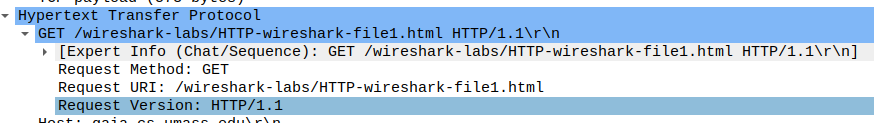 Hypertext Transfer Protocol
GET /wireshark-labs/HTTP-wireshark-file1.html HTTP/1.1\r\n
[Expert Info (Chat/Sequence): GET /wireshark-labs/HTTP-wireshark-file1.html HTTP/1.1\r\n]
Request Method: GET
Request URI: /wireshark-labs/HTTP-wireshark-file1.html
Request Version: HTTP/1.1
Host: gaia.cs.umass.edu\r\n